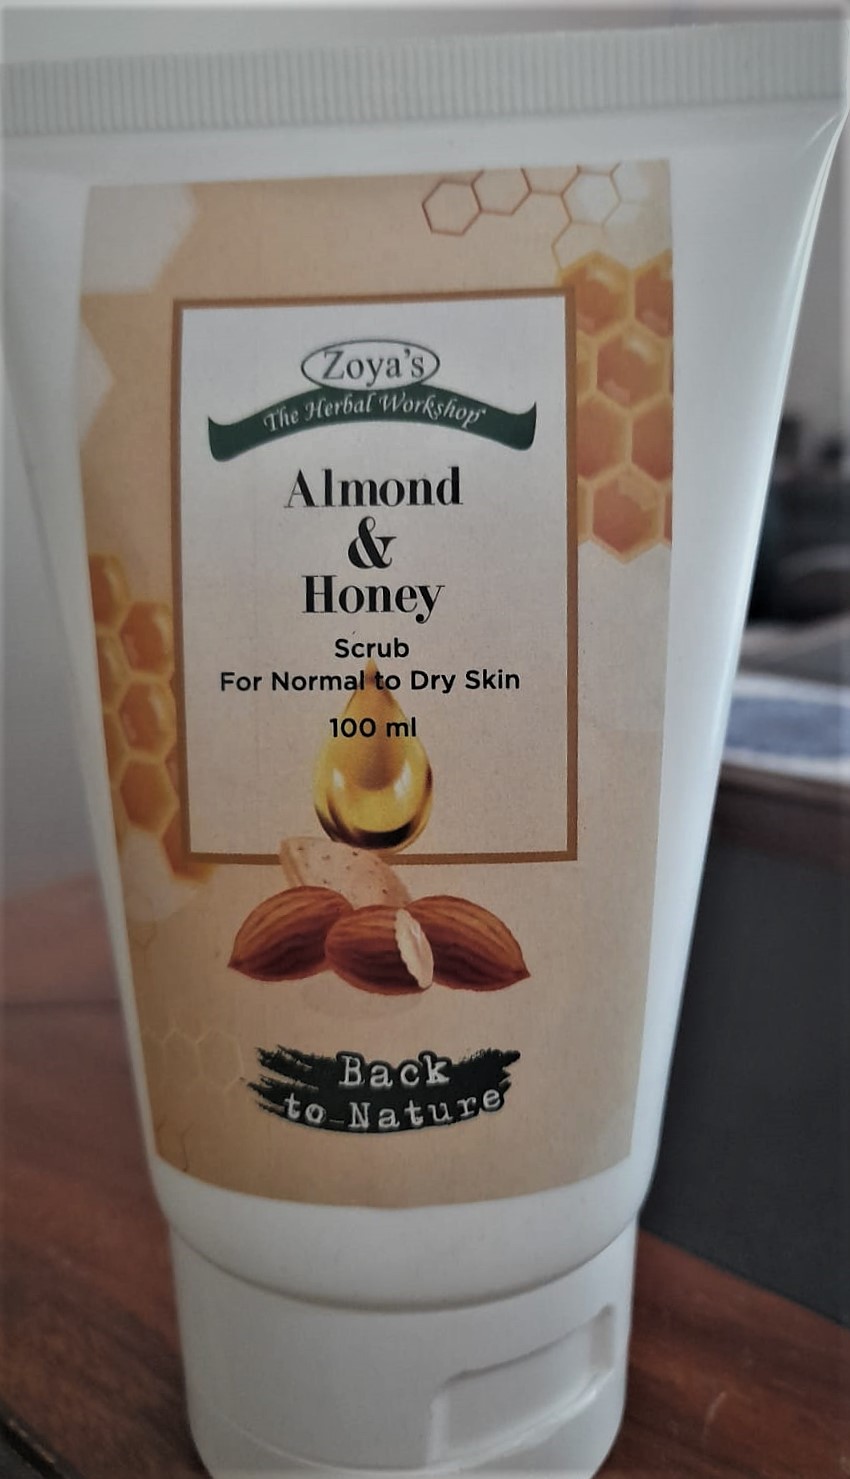 Zoya's
The Herbal Workshop
Almond
&
Honey
Scrub
For Normal to Dry Skin
100 ml
Back
to Nature